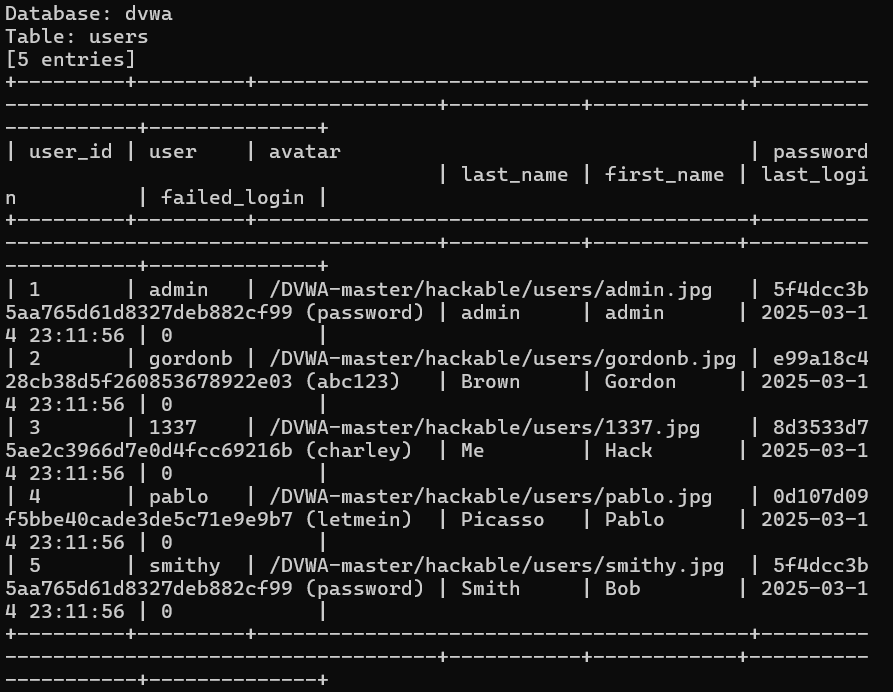 Database: dvwa
Table: users
[5 entries]
+---------+---------+-----------------------------------------+---------
------------------------------------+-----------+------------+----------
-----------+--------------+
| user_id | user    | avatar                                  | password
                                    | last_name | first_name | last_logi
n          | failed_login |
+---------+---------+-----------------------------------------+---------
------------------------------------+-----------+------------+----------
-----------+--------------+
| 1       | admin   | /DVWA-master/hackable/users/admin.jpg   | 5f4dcc3b
5aa765d61d8327deb882cf99 (password) | admin     | admin      | 2025-03-1
4 23:11:56 | 0            |
| 2       | gordonb | /DVWA-master/hackable/users/gordonb.jpg | e99a18c4
28cb38d5f260853678922e03 (abc123)   | Brown     | Gordon     | 2025-03-1
4 23:11:56 | 0            |
| 3       | 1337    | /DVWA-master/hackable/users/1337.jpg    | 8d3533d7
5ae2c3966d7e0d4fcc69216b (charley)  | Me        | Hack       | 2025-03-1
4 23:11:56 | 0            |
| 4       | pablo   | /DVWA-master/hackable/users/pablo.jpg   | 0d107d09
f5bbe40cade3de5c71e9e9b7 (letmein)  | Picasso   | Pablo      | 2025-03-1
4 23:11:56 | 0            |
| 5       | smithy  | /DVWA-master/hackable/users/smithy.jpg  | 5f4dcc3b
5aa765d61d8327deb882cf99 (password) | Smith     | Bob        | 2025-03-1
4 23:11:56 | 0            |
+---------+---------+-----------------------------------------+---------
------------------------------------+-----------+------------+----------
-----------+--------------+